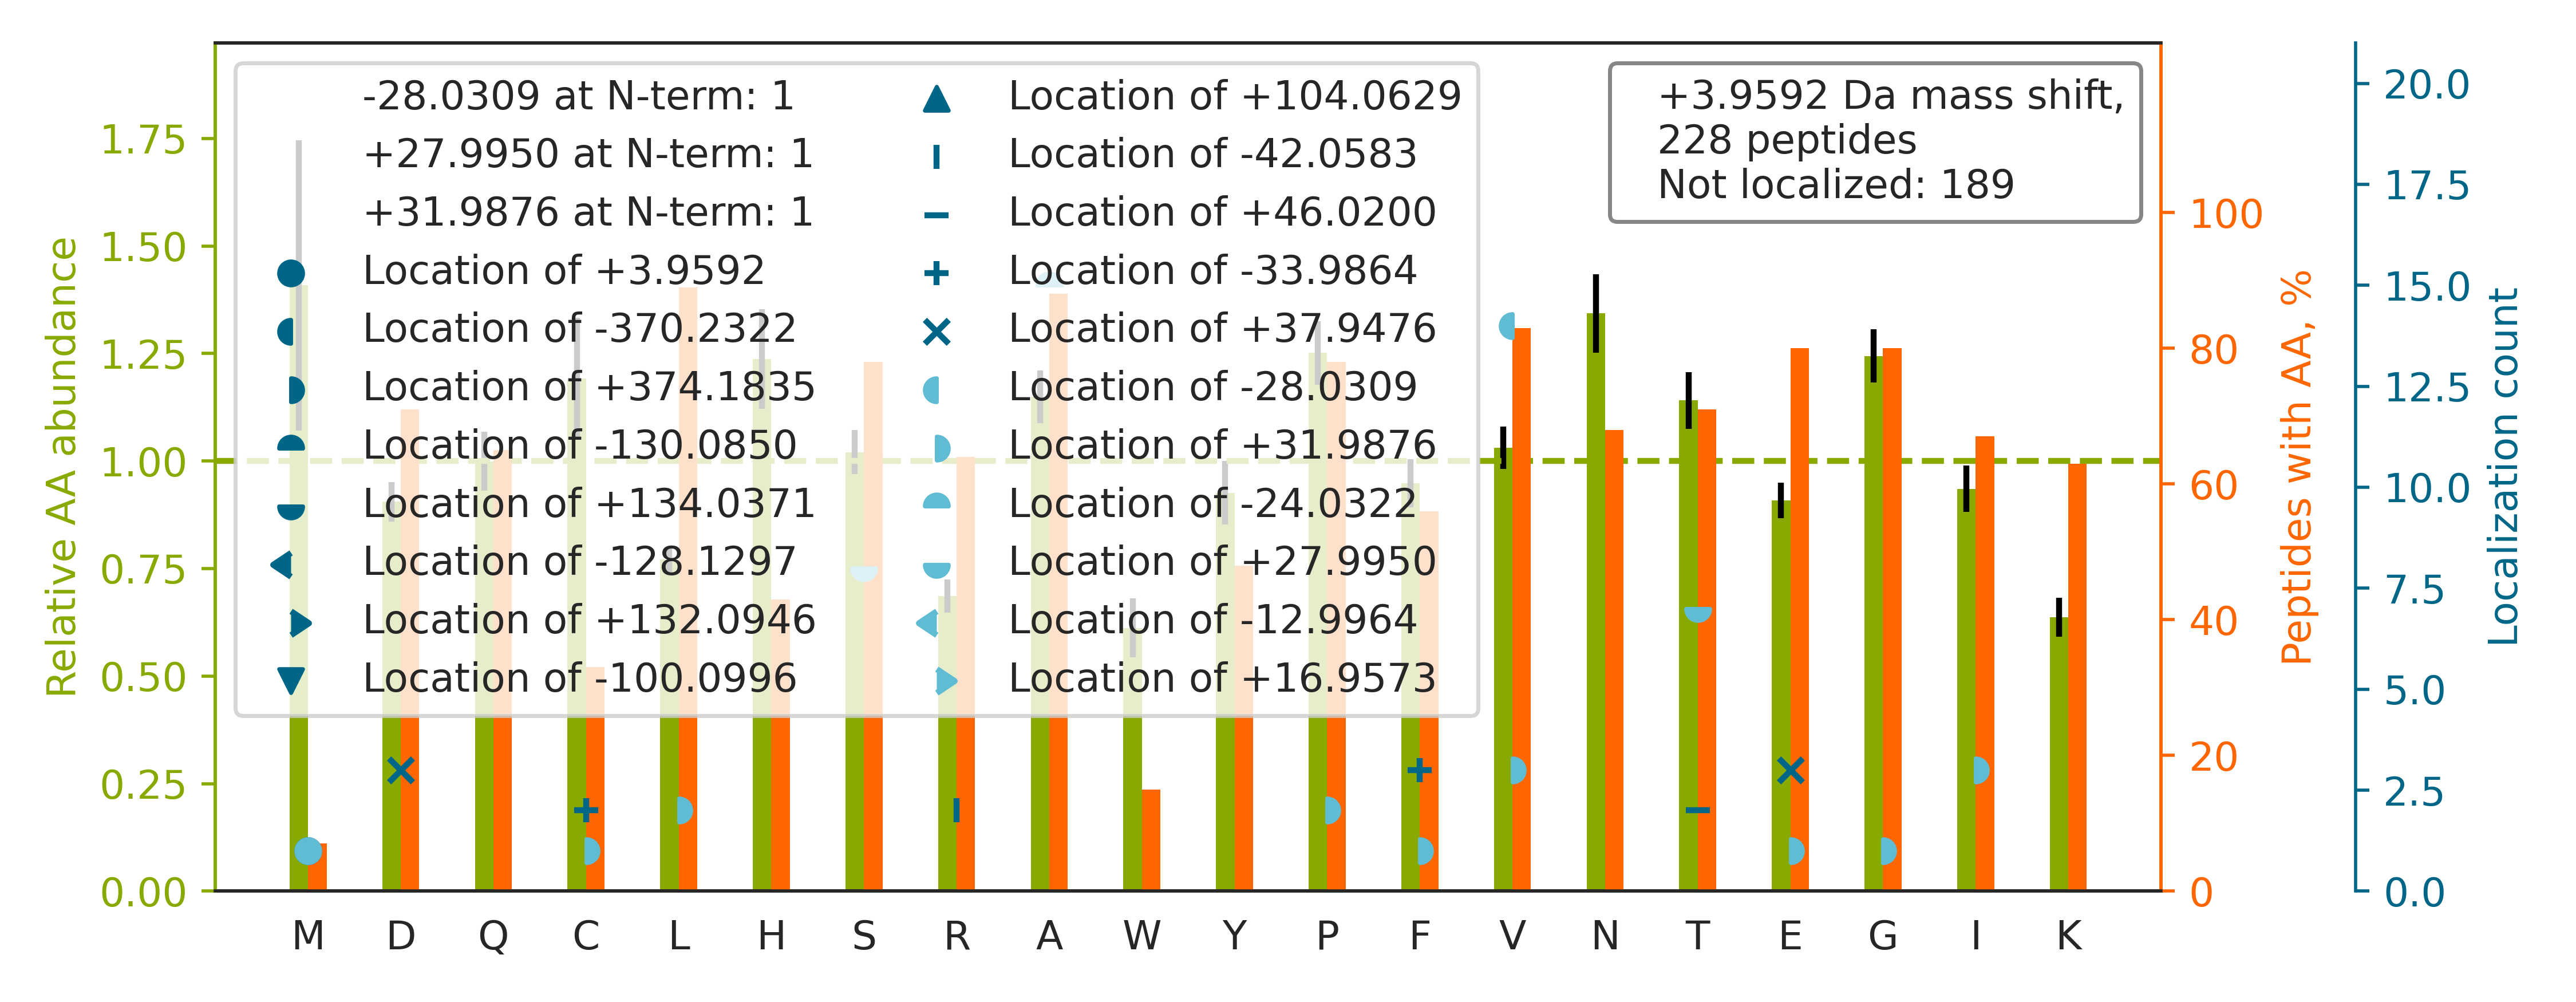 -28.0309 at N-term: 1
+27.9950 at N-term: 1
+31.9876 at N-term: 1
Location of +3.9592
Location of -370.2322
Location of +374.1835
Location of -130.0850
Location of +134.0371
Location of -128.1297
Location of +132.0946
Location of -100.0996
Location of +104.0629
Location of -42.0583
Location of +46.0200
Location of -33.9864
Location of +37.9476
Location of -28.0309
Location of +31.9876
Location of -24.0322
Location of +27.9950
Location of -12.9964
Location of +16.9573
+3.9592 Da mass shift,
228 peptides
Not localized: 189
Relative AA abundance
1.75
1.50
1.25
1.00
0.75
0.50
0.25
0.00
M D Q C L H S R A W Y P F V N T E G I K
100
80
60
40
20
0
Peptides with AA, %
20.0
17.5
15.0
12.5
10.0
7.5
5.0
2.5
0.0
Localization count